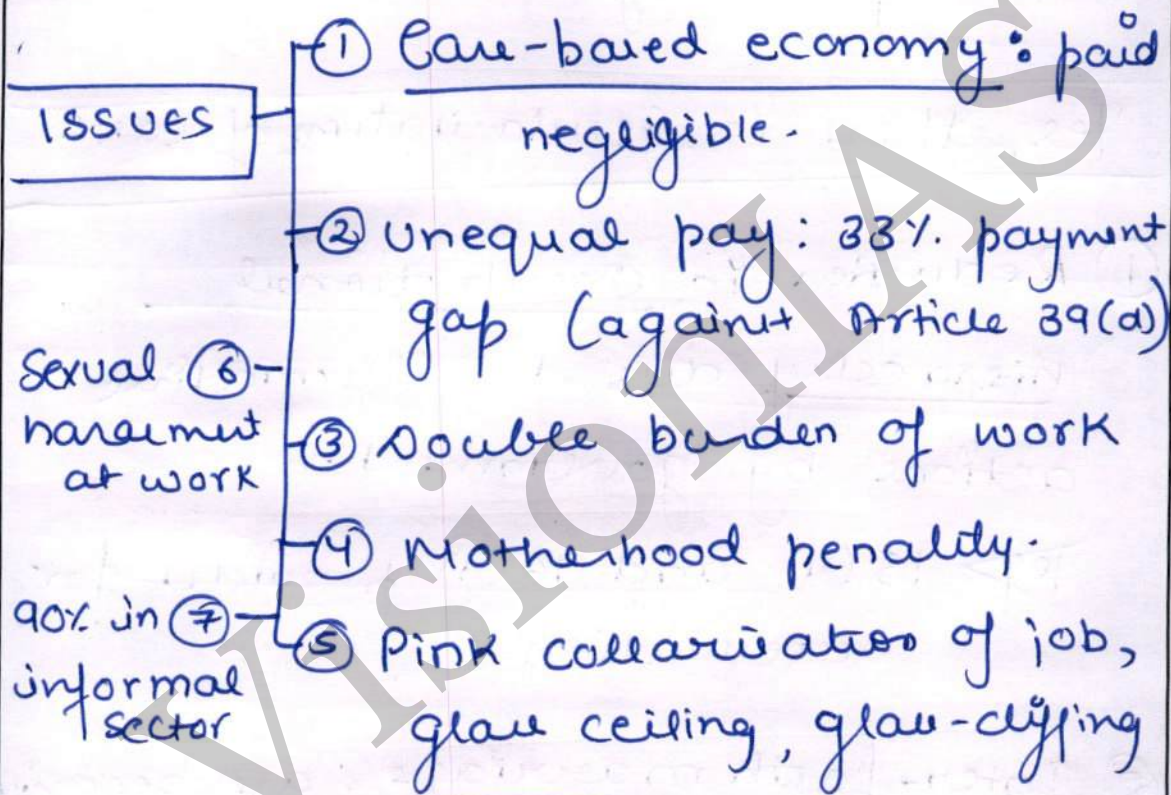 ISSUES
① Care-based economy: paid
negligible.
② unequal pay: 33%. payment
gap (against Article 39(a))
③ Double burden of work
④ Motherhood penalty.
⑤ Pink collarisation of job,
glass ceiling, glass-cliffing
Sexual ⑥
harassment
at work
90%. in ⑦
informal
sector
VisionIAS